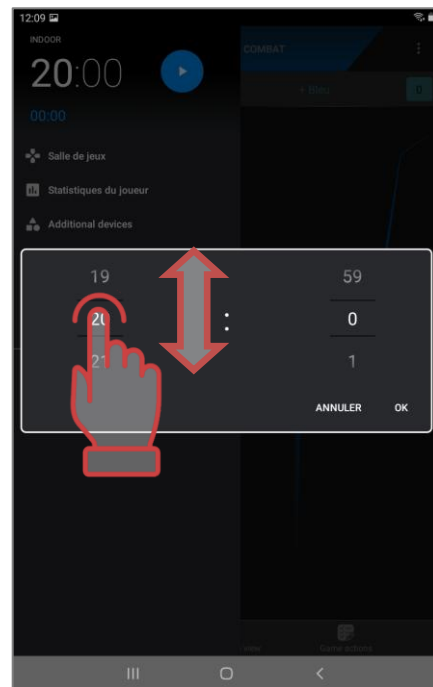 12:09
INDOOR
20:00
COMBAT
+ Bleu
0
00:00
Salle de jeux
Statistiques du joueur
Additional devices
19
59
20
:
0
21
1
ANNULER
OK
view
Game actions